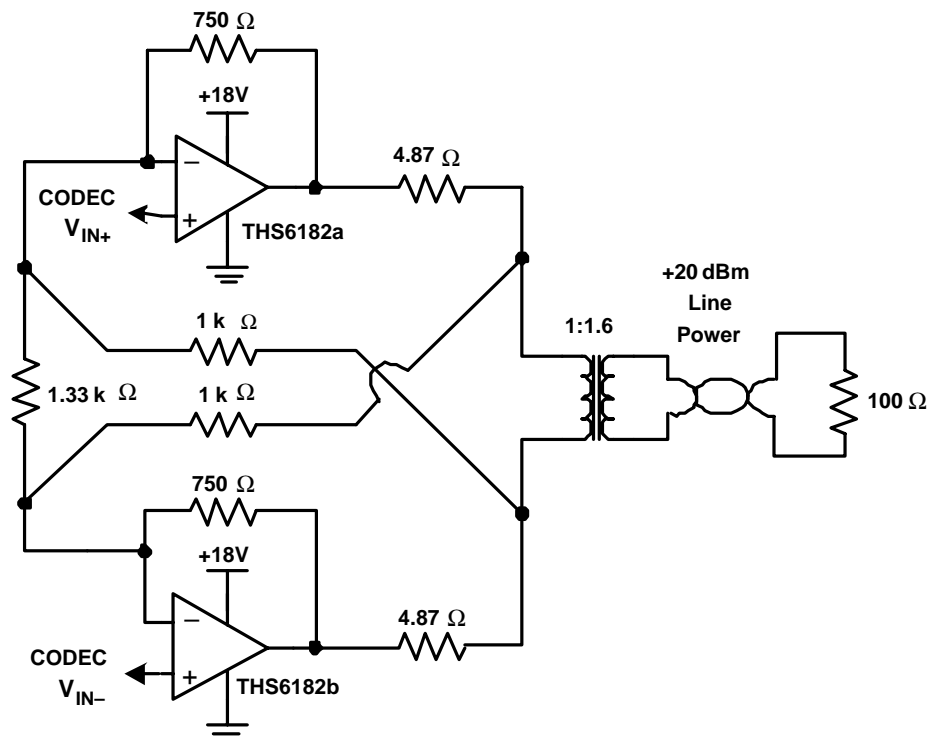 750 Ω
+18V
4.87 Ω
CODEC
VIN+
THS6182a
+20 dBm
Line
Power
1:1.6
1 k Ω
1.33 k Ω
1 k Ω
100 Ω
750 Ω
+18V
4.87 Ω
CODEC
VIN–
THS6182b